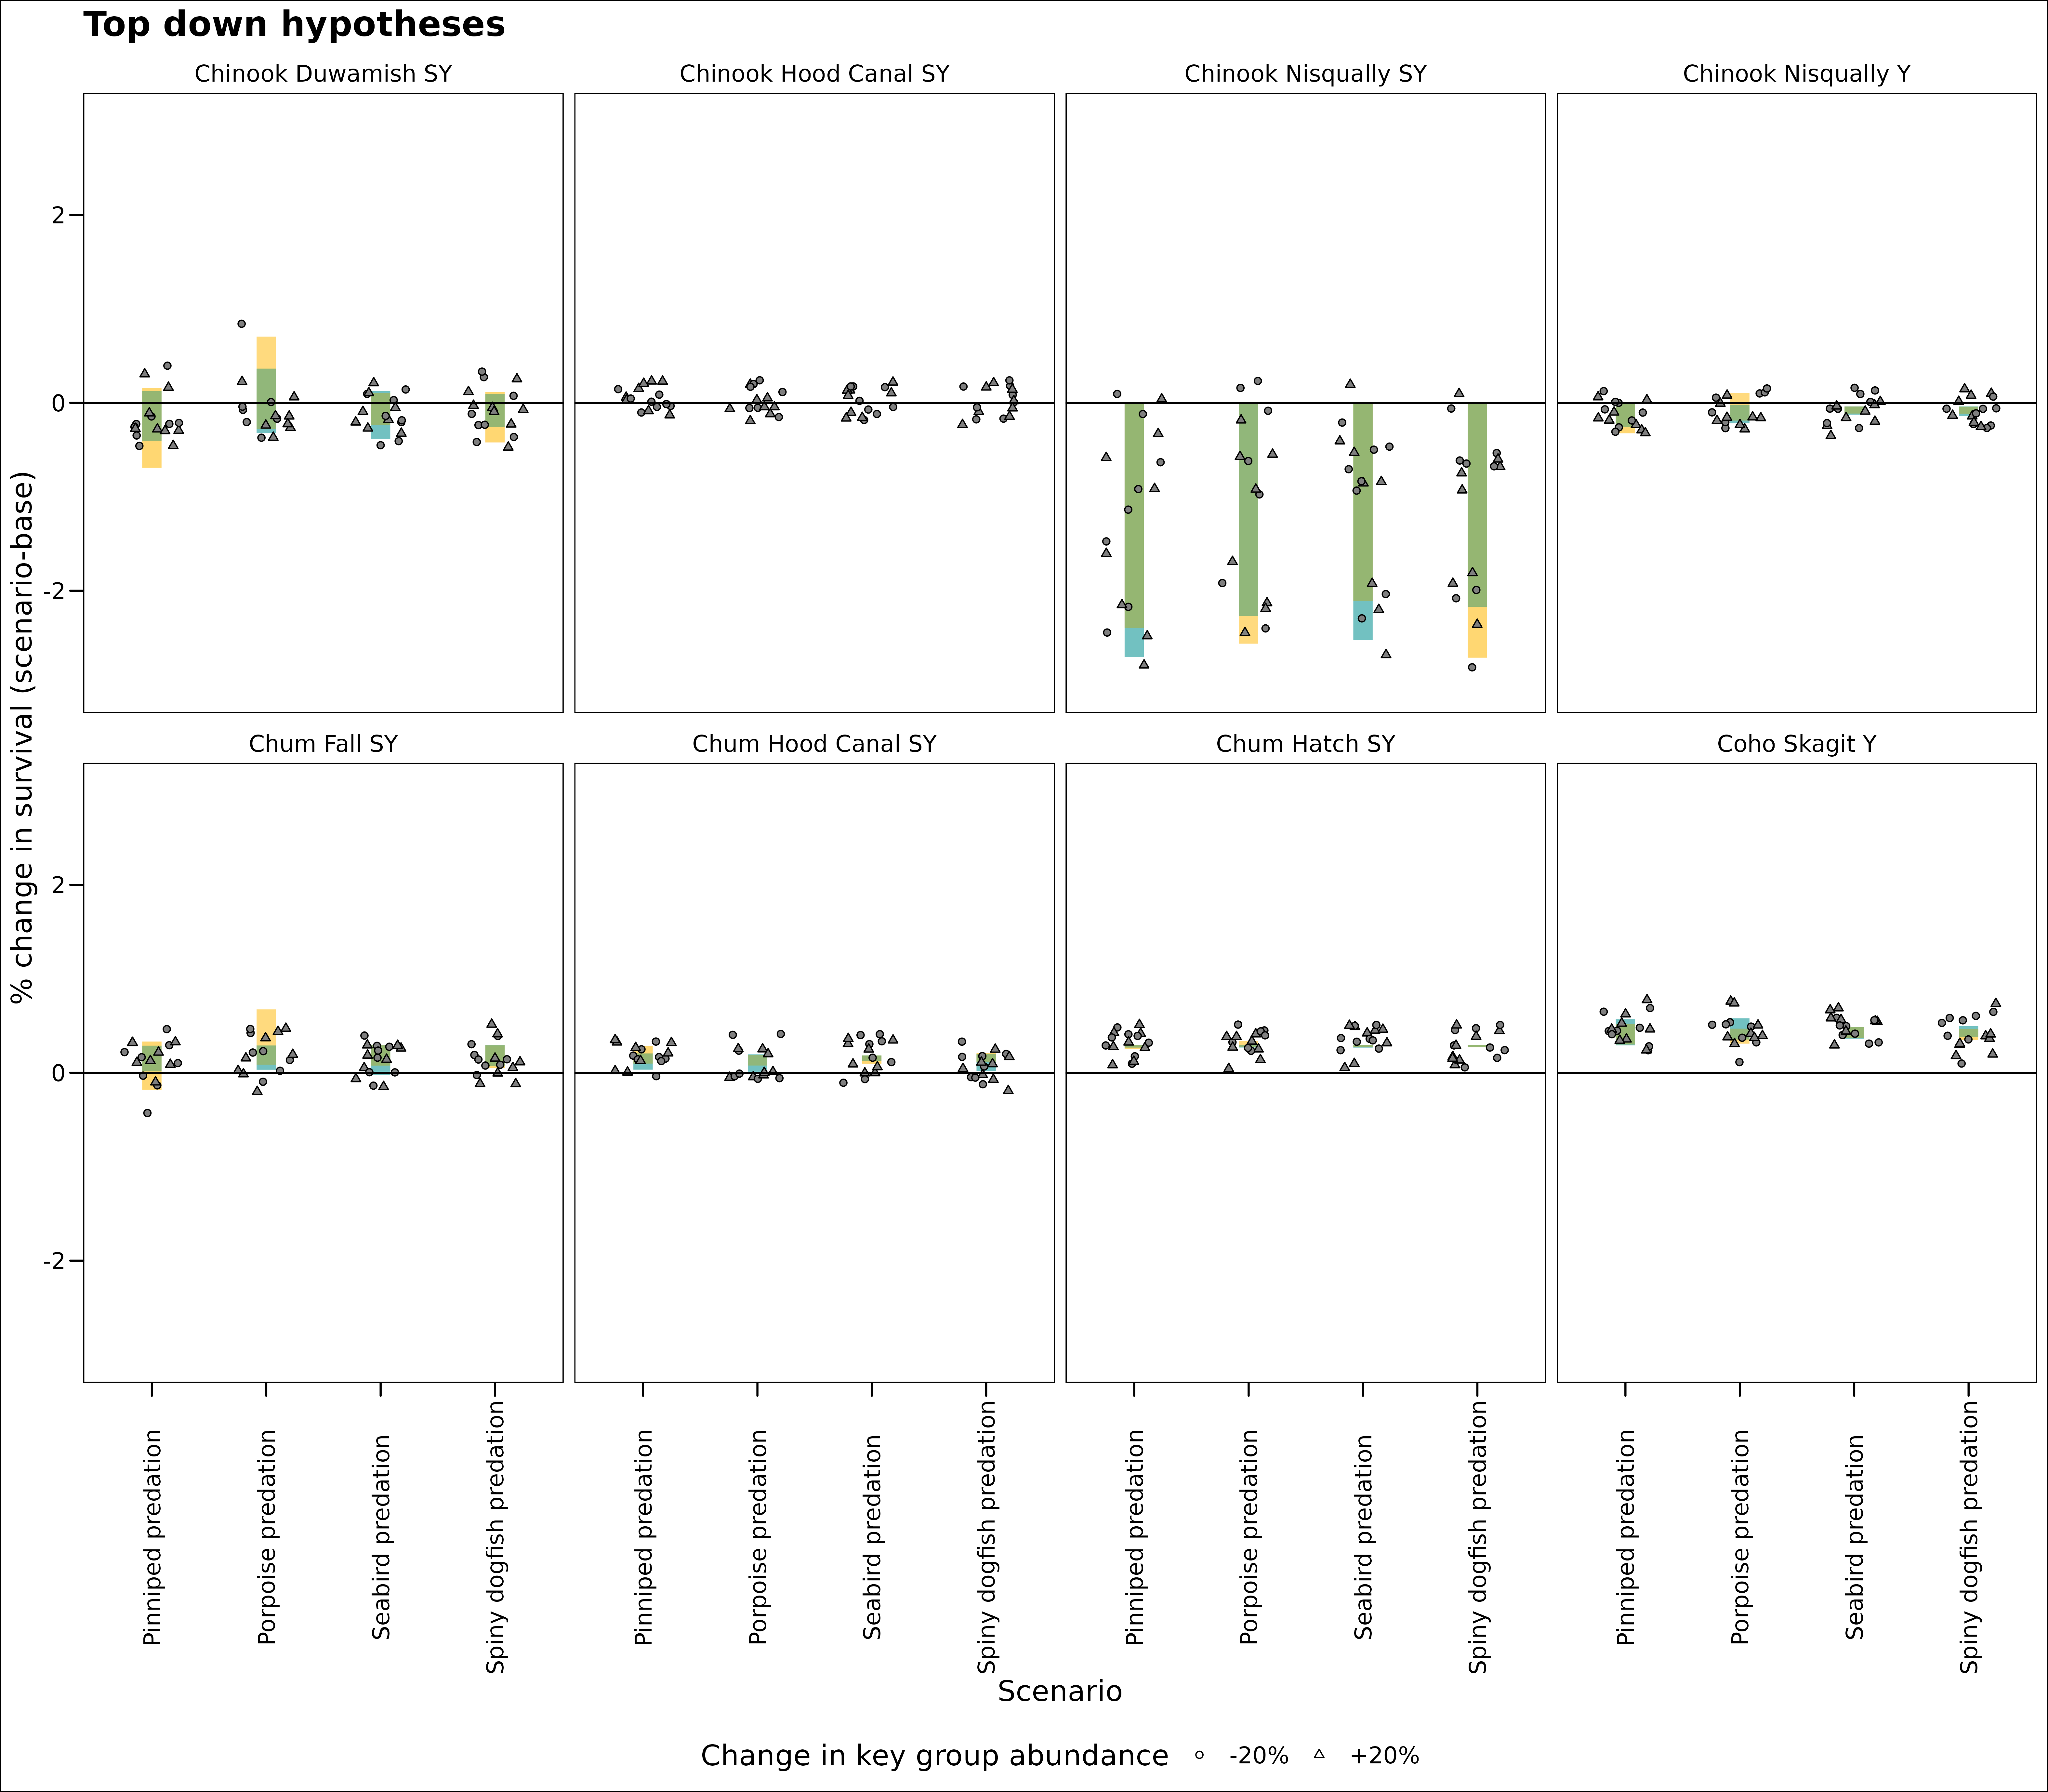 Top down hypotheses
Chinook Duwamish SY
Chinook Hood Canal SY
Chinook Nisqually SY
Chinook Nisqually Y
2
0
-2
Chum Fall SY
Chum Hood Canal SY
Chum Hatch SY
Coho Skagit Y
2
0
-2
% change in survival (scenario-base)
Pinniped predation
Porpoise predation
Seabird predation
Spiny dogfish predation
Pinniped predation
Porpoise predation
Seabird predation
Spiny dogfish predation
Pinniped predation
Porpoise predation
Seabird predation
Spiny dogfish predation
Pinniped predation
Porpoise predation
Seabird predation
Spiny dogfish predation
Scenario
Change in key group abundance -20% +20%